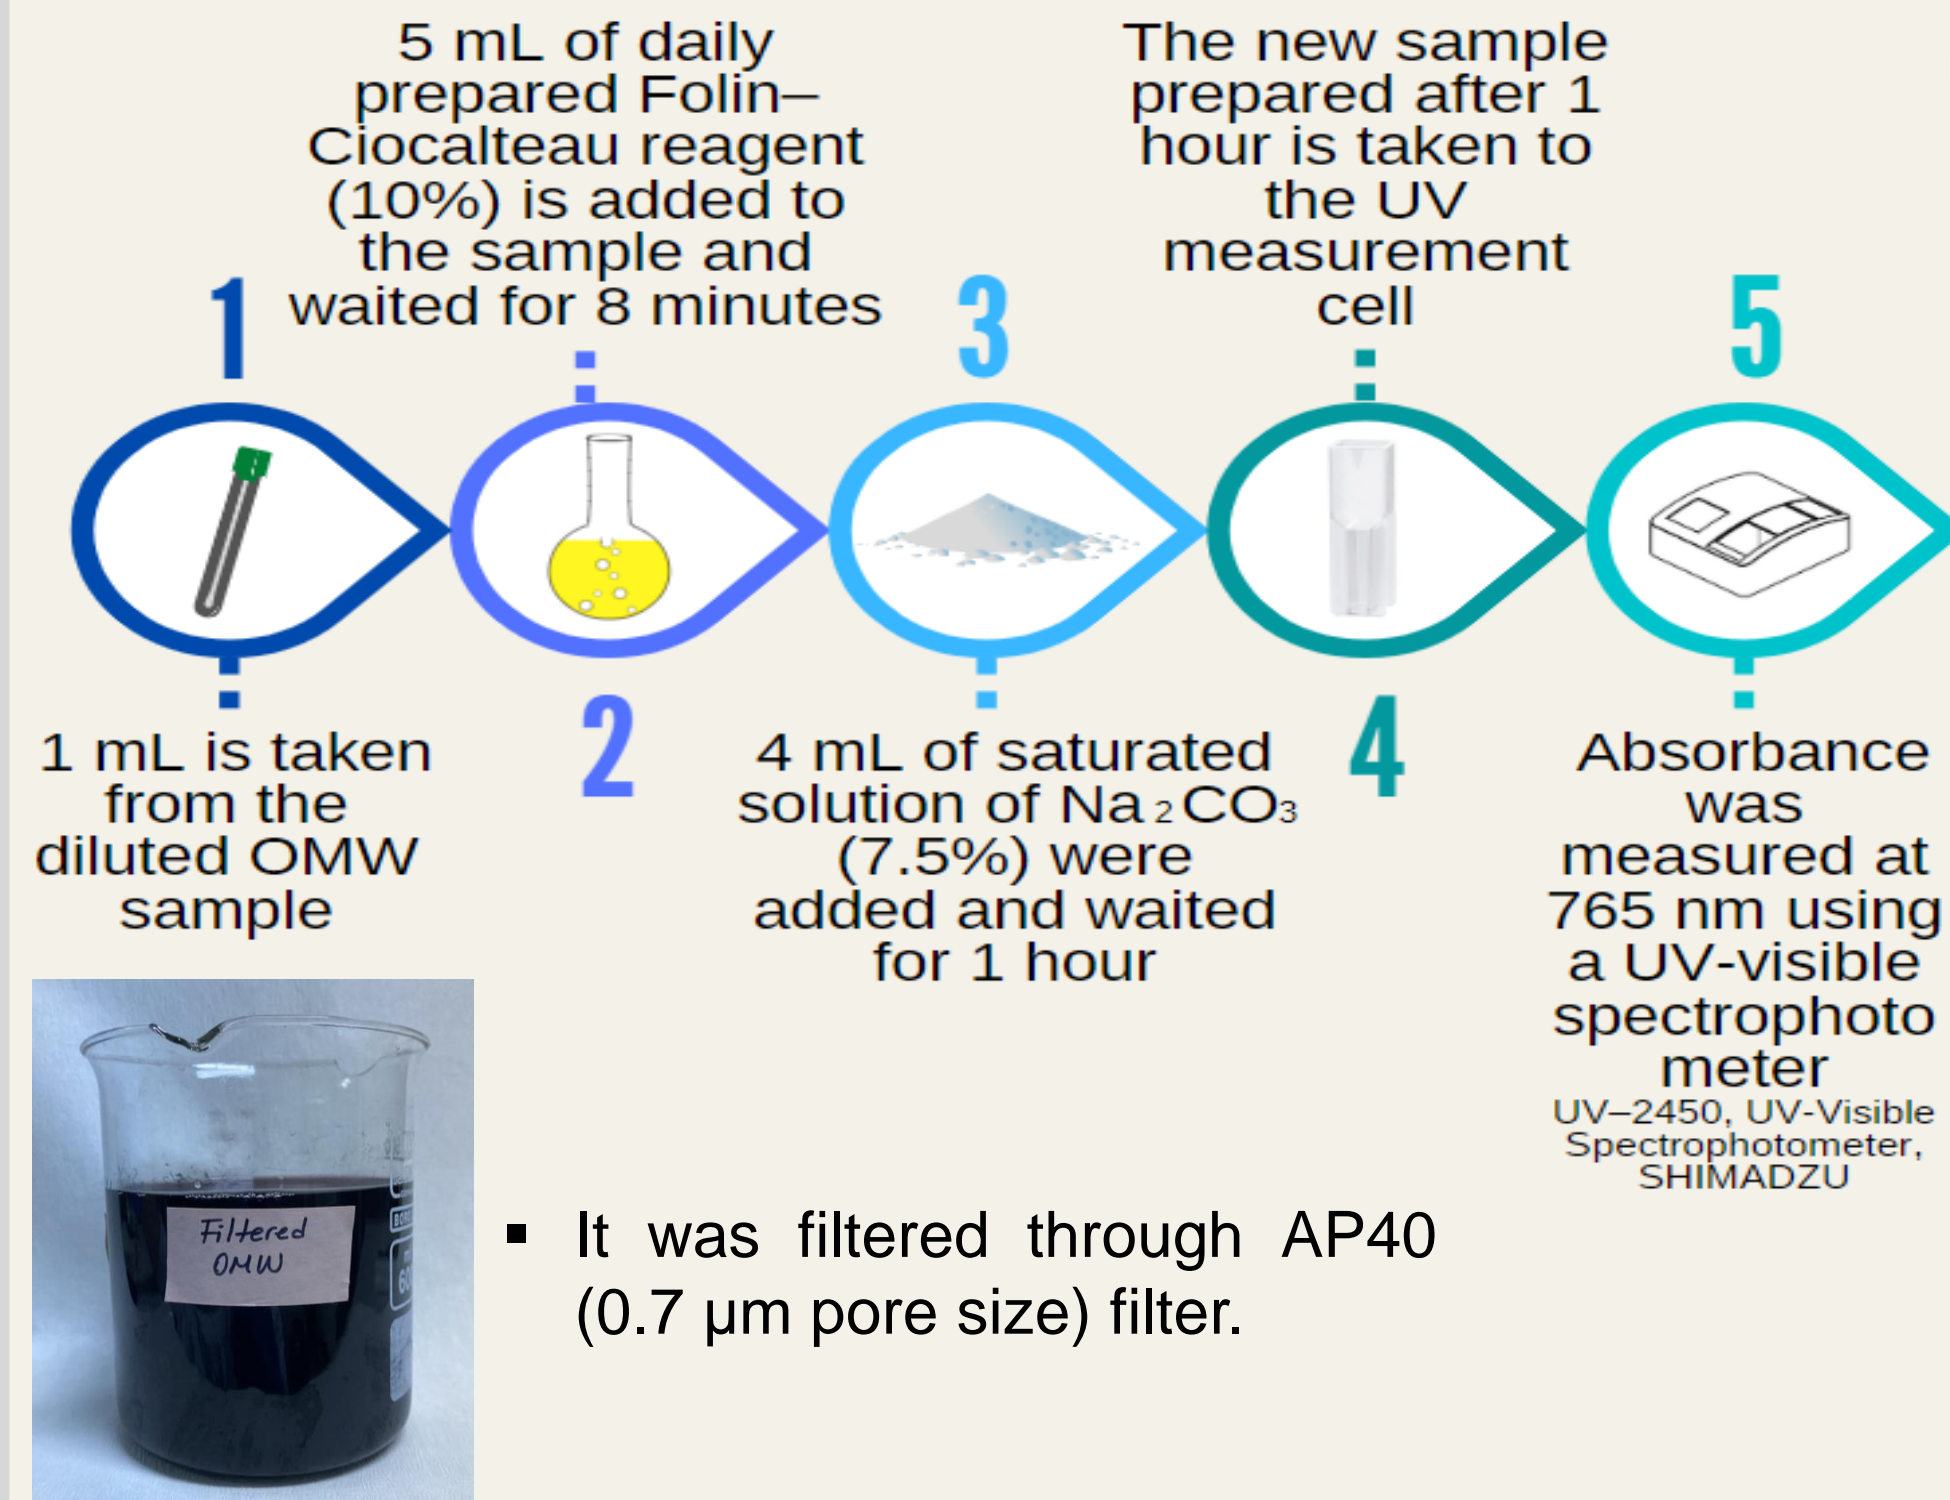 1
1 mL is taken
from the
diluted OMW
sample
5 mL of daily
prepared Folin–
Ciocalteau reagent
(10%) is added to
the sample and
waited for 8 minutes
2
3
4 mL of saturated
solution of Na 2 CO3
(7.5%) were
added and waited
for 1 hour
The new sample
prepared after 1
hour is taken to
the UV
measurement
cell
4
5
Absorbance
was
measured at
765 nm using
a UV-visible
spectrophoto
meter
UV–2450, UV-Visible
Spectrophotometer,
SHIMADZU
Filtered
OMW
▪ It was filtered through AP40
(0.7 µm pore size) filter.